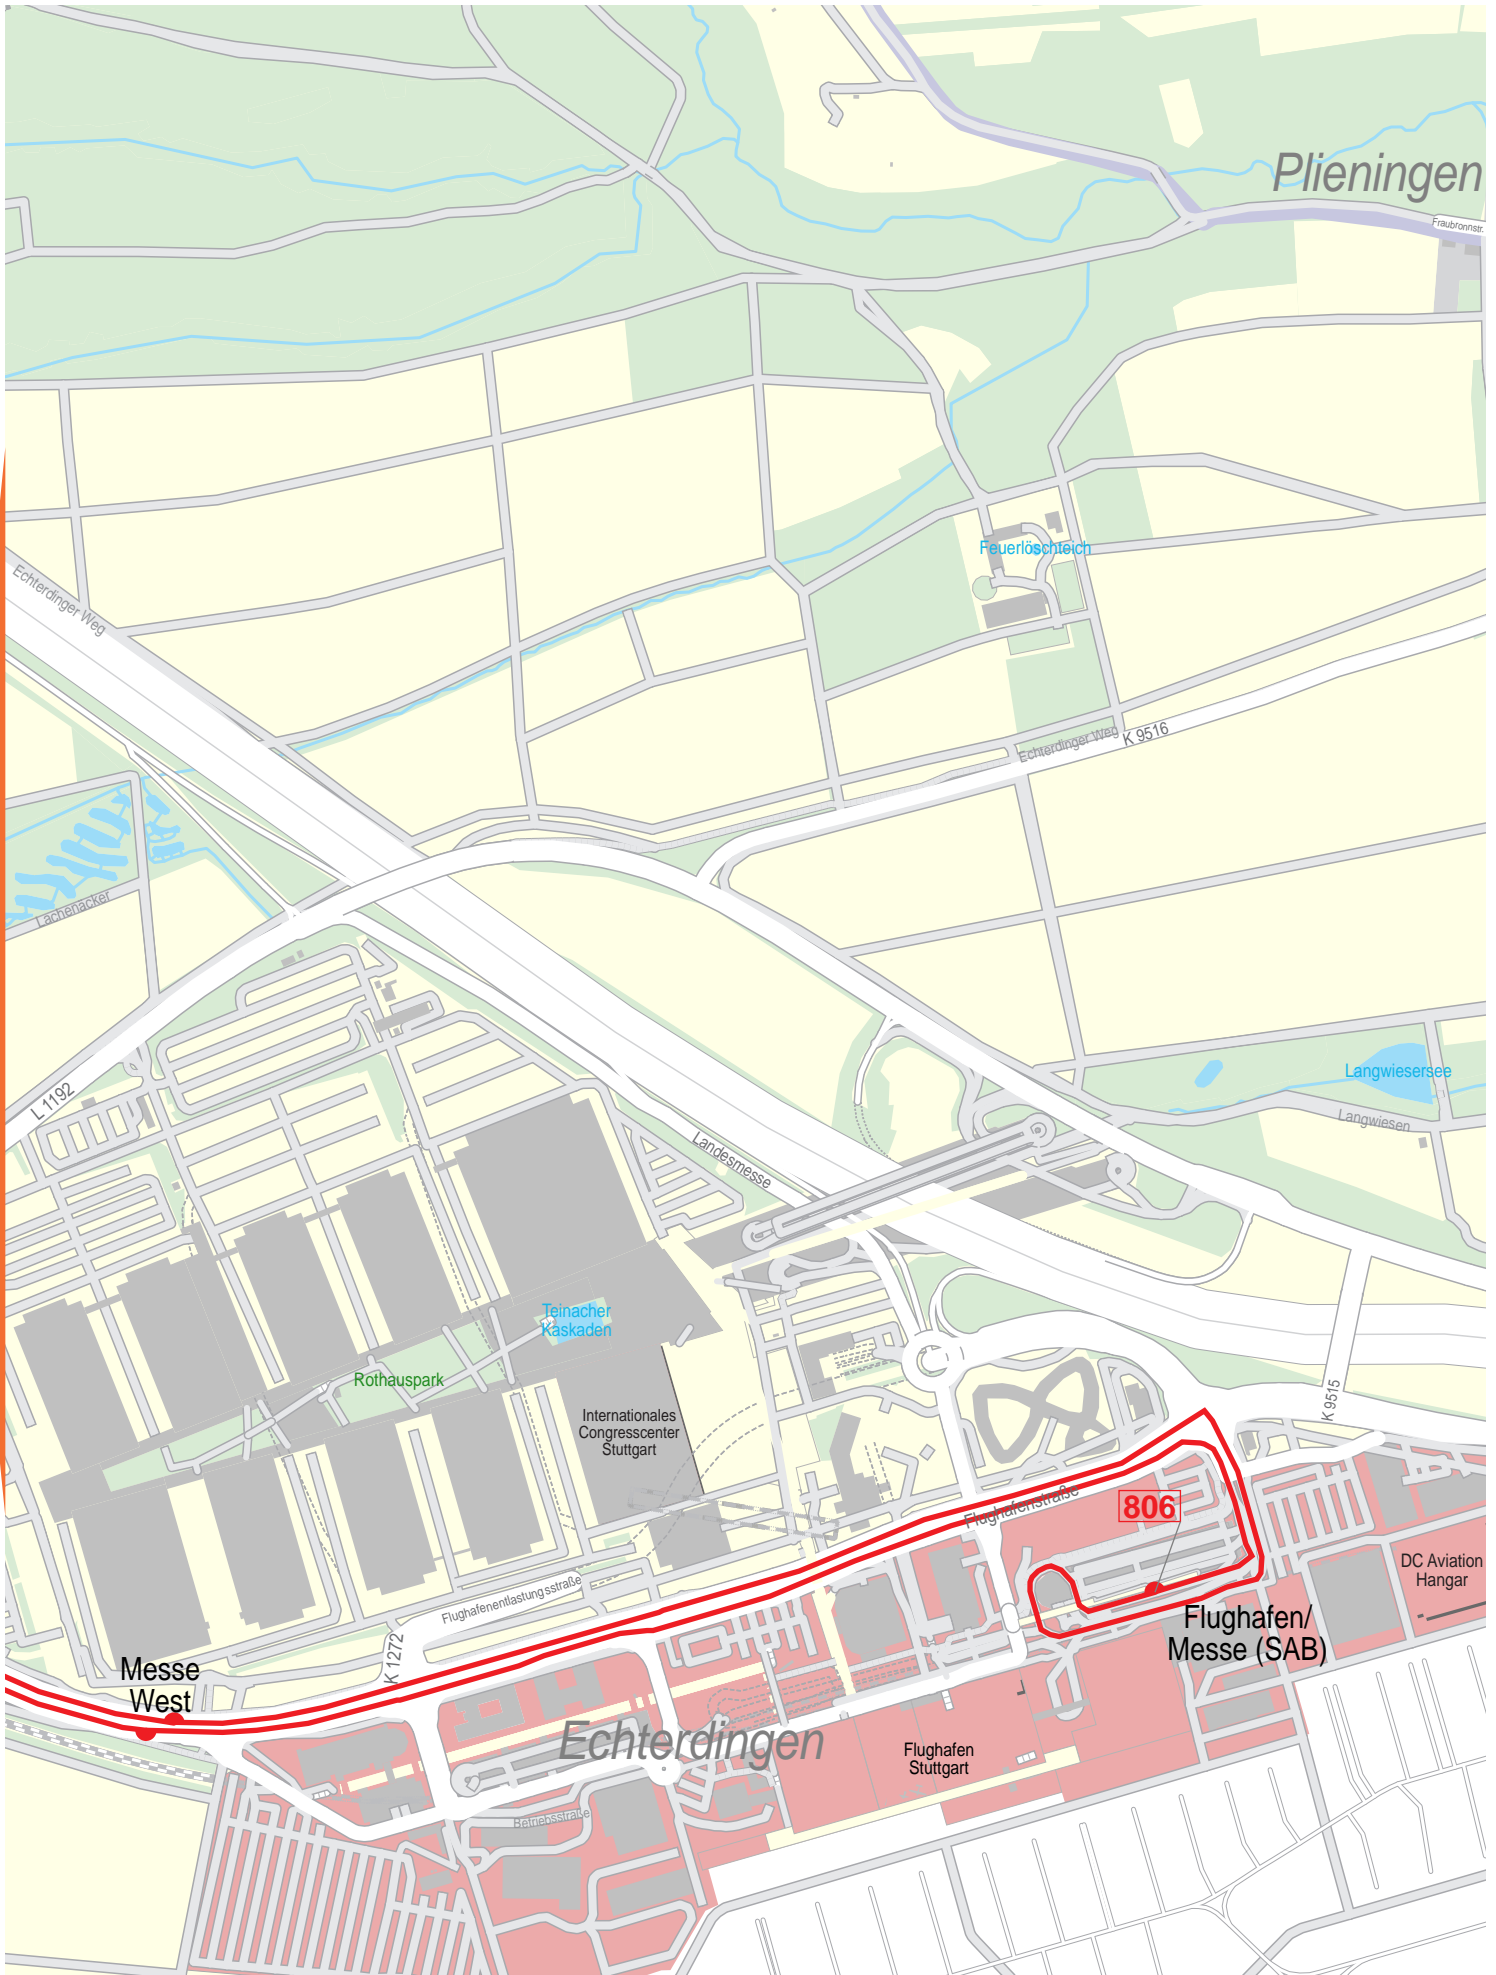 Plieningen
Fraubronnstr.
Feuerlöschteich
Echterdinger Weg
Echterdinger Weg
K 9516
Lachenäcker
L 1192
Langwiesersee
Langwiesen
Landesmesse
Teinacher
Kaskaden
Rothauspark
Internationales
Congresscenter
Stuttgart
K 9515
Flughafenstraße
806
DC Aviation
Hangar
Flughafenentlastungsstraße
Flughafen/
Messe (SAB)
K 1272
Messe
West
Echterdingen
Flughafen
Stuttgart
Betriebsstraße